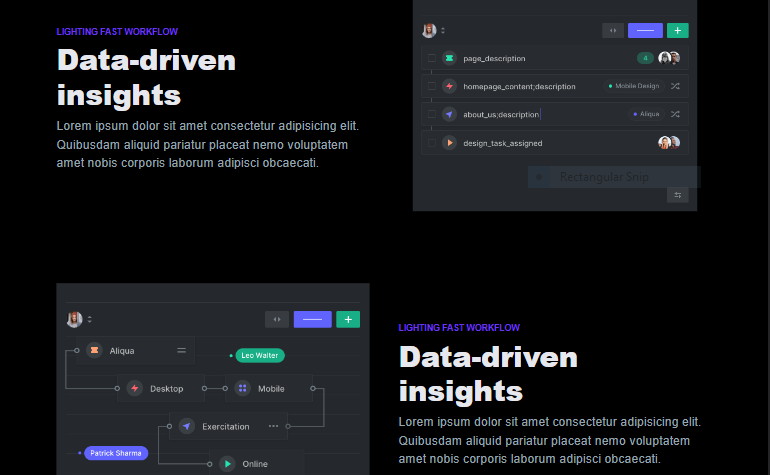 LIGHTING FAST WORKFLOW
Data-driven
insights
Lorem ipsum dolor sit amet consectetur adipisicing elit.
Quibusdam aliquid pariatur placeat nemo voluptatem
amet nobis corporis laborum adipisci obcaecati.
page_description
4
homepage_content;description
Mobile Design
about_us;description
Aliqua
design_task_assigned
Rectangular Snip
Aliqua
Leo Walter
Desktop
Mobile
Exercitation
Patrick Sharma
Online
LIGHTING FAST WORKFLOW
Data-driven
insights
Lorem ipsum dolor sit amet consectetur adipisicing elit.
Quibusdam aliquid pariatur placeat nemo voluptatem
amet nobis corporis laborum adipisci obcaecati.